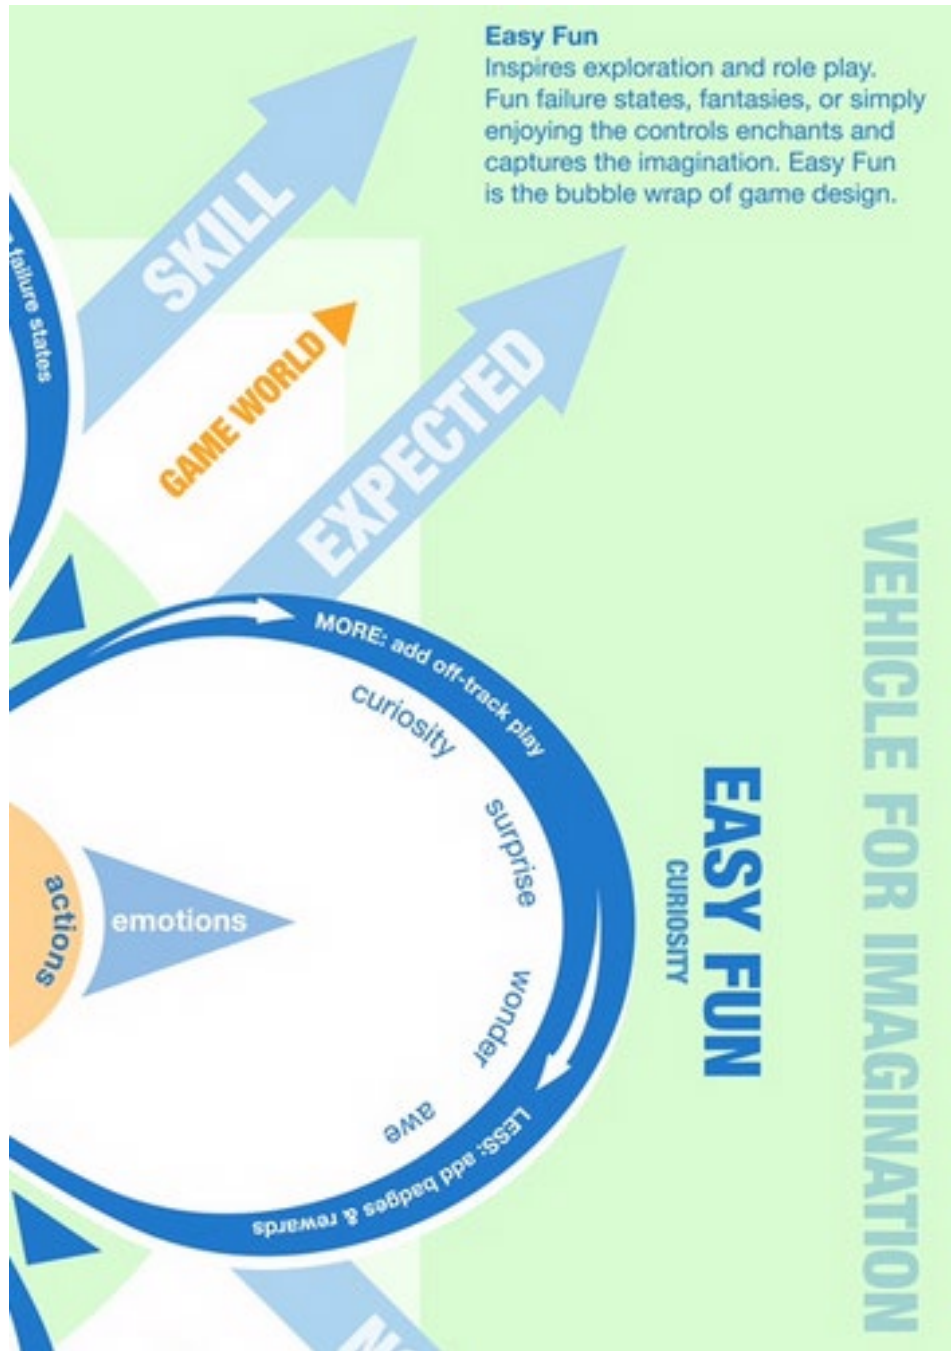 Easy Fun
Inspires exploration and role play.
Fun failure states, fantasies, or simply
enjoying the controls enchants and
captures the imagination. Easy Fun
is the bubble wrap of game design.
SKILL
failure states
GAME WORLD
EXPECTED
MORE: add off-track play
curiosity
surprise
wonder
awe
LESS: add badges & rewards
actions
emotions
EASY FUN
CURIOSITY
VEHICLE FOR IMAGINATION